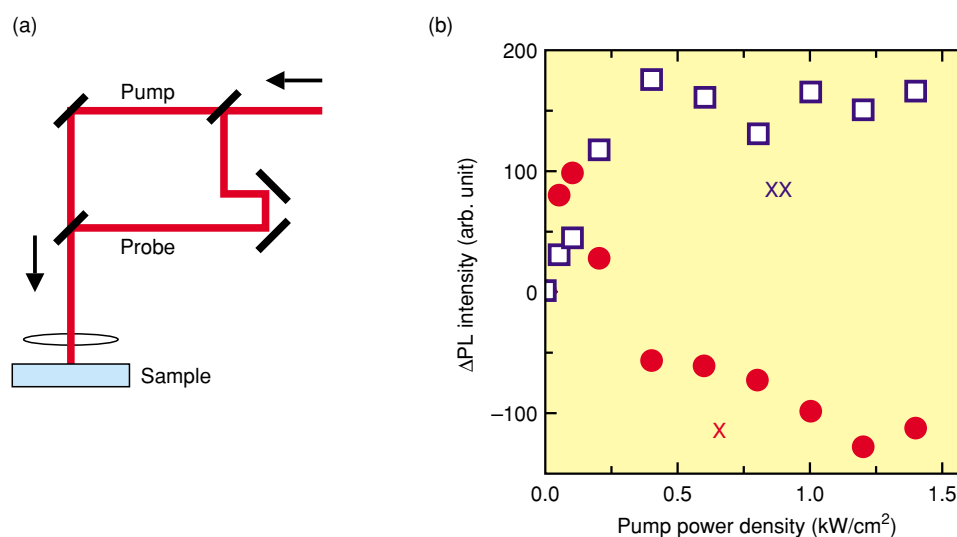 (a)
Pump
Probe
Sample
(b)
ΔPL intensity (arb. unit)
200
100
0
−100
XX
X
0.0
0.5
1.0
1.5
Pump power density (kW/cm²)